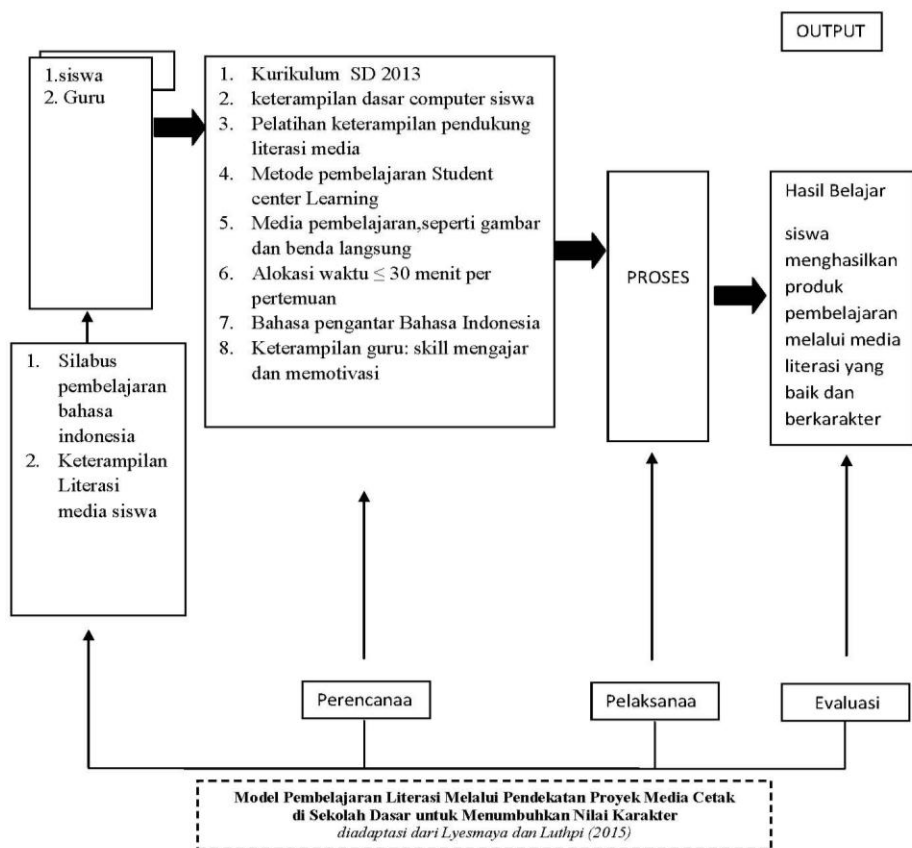 OUTPUT
1.siswa
2. Guru
1. Kurikulum SD 2013
2. keterampilan dasar computer siswa
3. Pelatihan keterampilan pendukung
literasi media
4. Metode pembelajaran Student
center Learning
5. Media pembelajaran,seperti gambar
dan benda langsung
6. Alokasi waktu ≤ 30 menit per
pertemuan
7. Bahasa pengantar Bahasa Indonesia
8. Keterampilan guru: skill mengajar
dan memotivasi
PROSES
Hasil Belajar
siswa
menghasilkan
produk
pembelajaran
melalui media
literasi yang
baik dan
berkarakter
1. Silabus
pembelajaran
bahasa
indonesia
2. Keterampilan
Literasi
media siswa
Perencanaa
Pelaksanaa
Evaluasi
Model Pembelajaran Literasi Melalui Pendekatan Proyek Media Cetak
di Sekolah Dasar untuk Menumbuhkan Nilai Karakter
diadaptasi dari Lyesmaya dan Luthpi (2015)